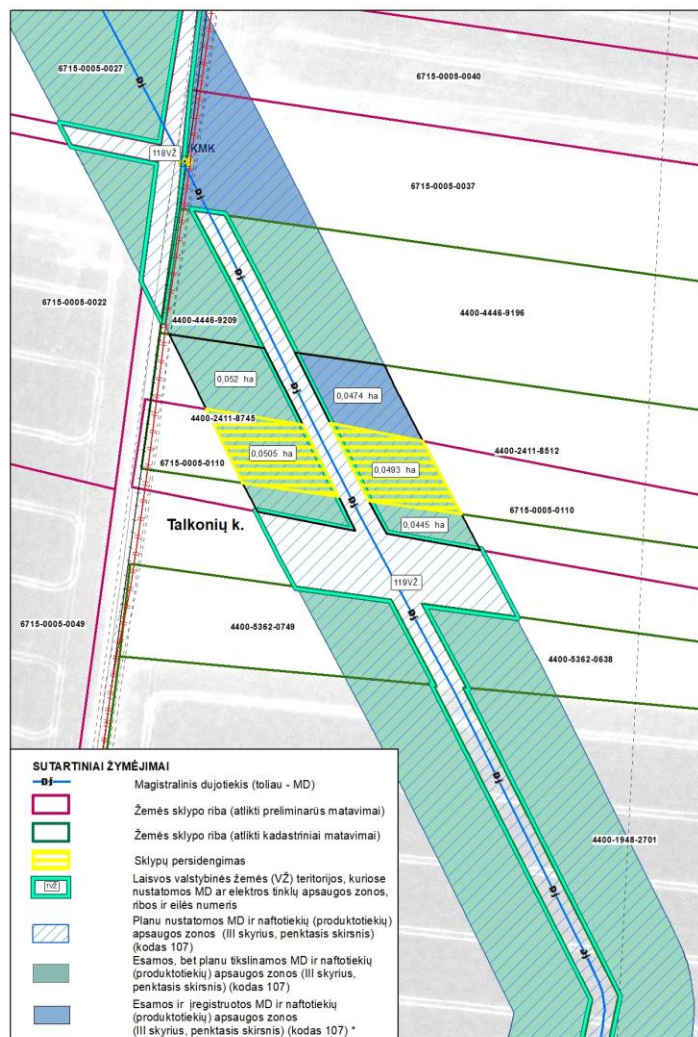 6715-0005-0027
6715-0005-0040
Dj
118VŽ
KMK
6715-0005-0037
Dj
Dj
6715-0005-0022
4400-4446-9209
4400-4446-9196
0,052 ha
0,0474 ha
Dj
4400-2411-8745
4400-2411-8512
0,0505 ha
0,0493 ha
6715-0005-0110
Dj
6715-0005-0110
Talkonių k.
0,0445 ha
119VŽ
Dj
6715-0005-0049
4400-5362-0749
4400-5362-0638
Dj
4400-1948-2701
Dj
Dj
SUTARTINIAI ŽYMĖJIMAI
Dj
Magistralinis dujotiekis (toliau - MD)
Žemės sklypo riba (atlikti preliminarūs matavimai)
Žemės sklypo riba (atlikti kadastriniai matavimai)
Sklypų persidengimas
1VŽ
Laisvos valstybinės žemės (VŽ) teritorijos, kuriose
nustatomos MD ar elektros tinklų apsaugos zonos,
ribos ir eilės numeris
Planu nustatomos MD ir naftotiekių (produktotiekių)
apsaugos zonos (III skyrius, penktasis skirsnis)
(kodas 107)
Esamos, bet planu tikslinamos MD ir naftotiekių
(produktotiekių) apsaugos zonos (III skyrius,
penktasis skirsnis) (kodas 107)
Esamos ir įregistruotos MD ir naftotiekių
(produktotiekių) apsaugos zonos
(III skyrius, penktasis skirsnis) (kodas 107) *